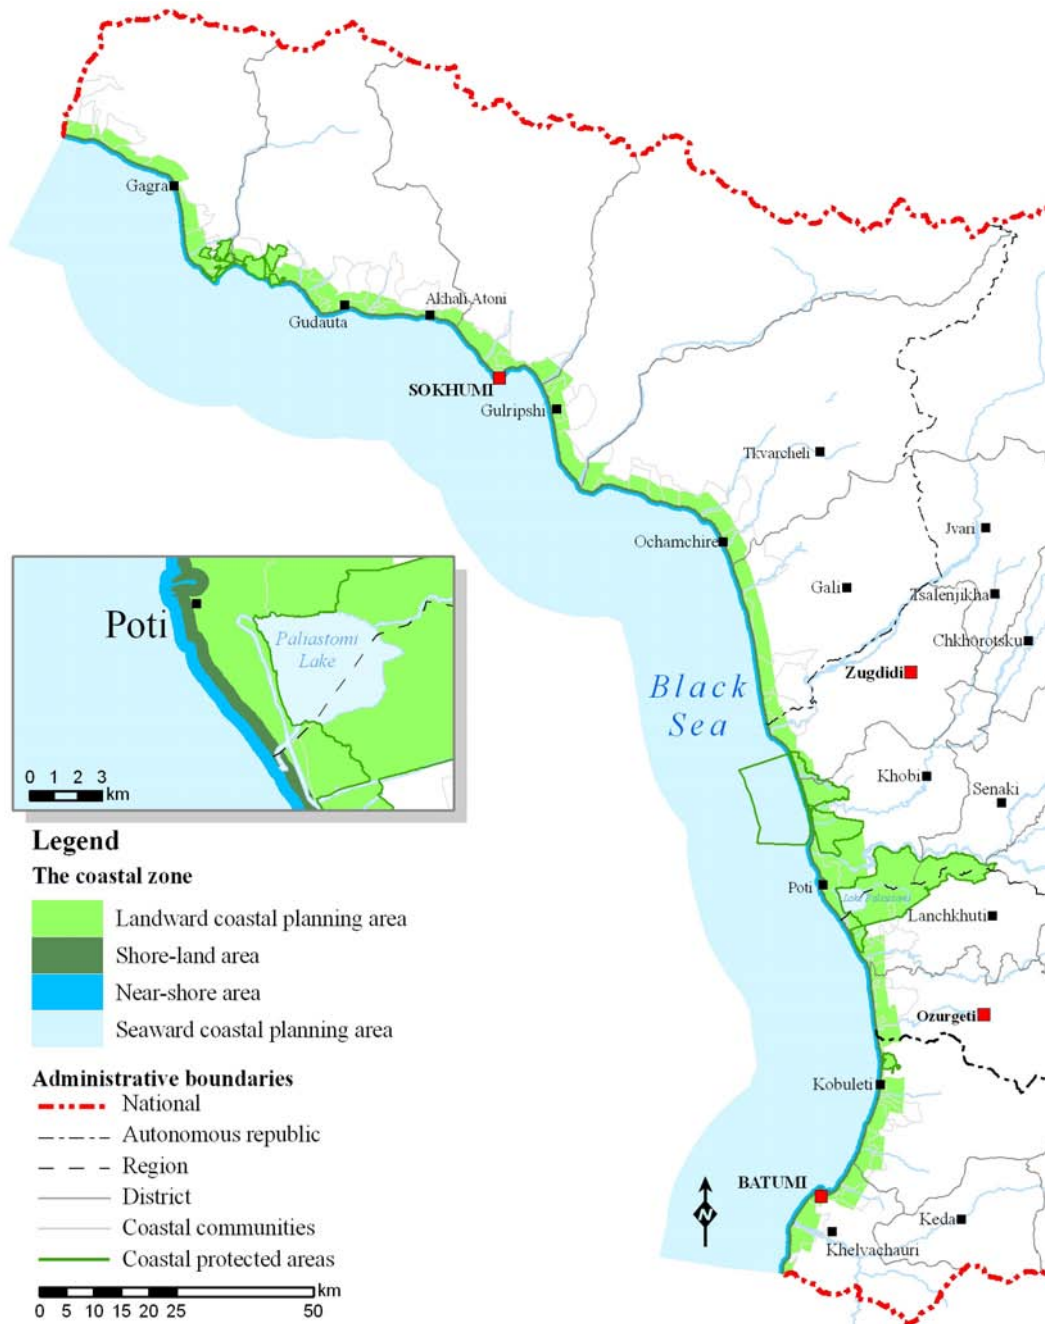 Gagra
Gudauta
Akhali Atoni
SOKHUMI
Gulripshi
Tkvarcheli
Ochamchire
Jvari
Gali
Tsalenjikha
Chkhorotsku
Zugdidi
Black
Sea
Khobi
Senaki
Poti
Lake Paliastomi
Lanchkhuti
Ozurgeti
Kobuleti
BATUMI
Keda
Khelvachauri
N
Poti
Paliastomi
Lake
0 1 2 3
km
Legend
The coastal zone
Landward coastal planning area
Shore-land area
Near-shore area
Seaward coastal planning area
Administrative boundaries
National
Autonomous republic
Region
District
Coastal communities
Coastal protected areas
km
0 5 10 15 20 25 50